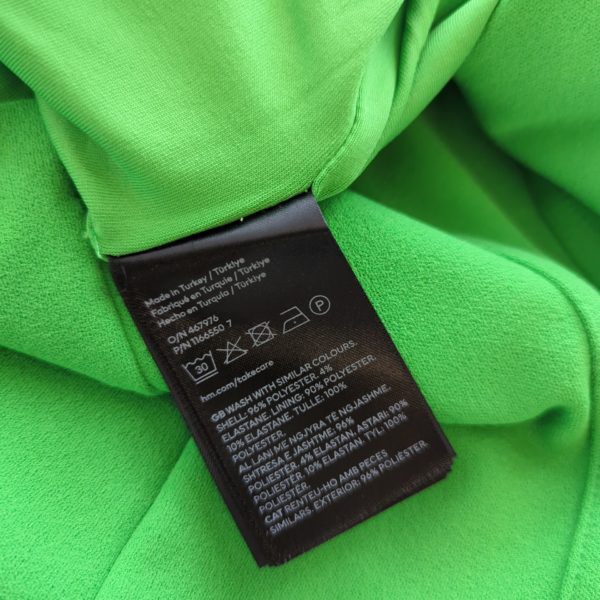 Made in Turkey / Türkiye
Fabriqué en Turquie / Türkiye
Hecho en Turquía / Türkiye
O/N 467976
P/N 1166550 7
30 P
hm.com/takecare
GB WASH WITH SIMILAR COLOURS.
SHELL: 96% POLYESTER, 4%
ELASTANE. LINING: 90% POLYESTER,
10% ELASTANE. TULLE: 100%
POLYESTER.
AL LANI ME NGJYRA TË NGJASHME.
SHTRESA E JASHTME: 96%
POLIESTËR, 4% ELASTAN. ASTARI: 90%
POLIESTËR, 10% ELASTAN. TYL: 100%
POLIESTËR.
CAT RENTEU-HO AMB PECES
SIMILARS. EXTERIOR: 96% POLIÈSTER,